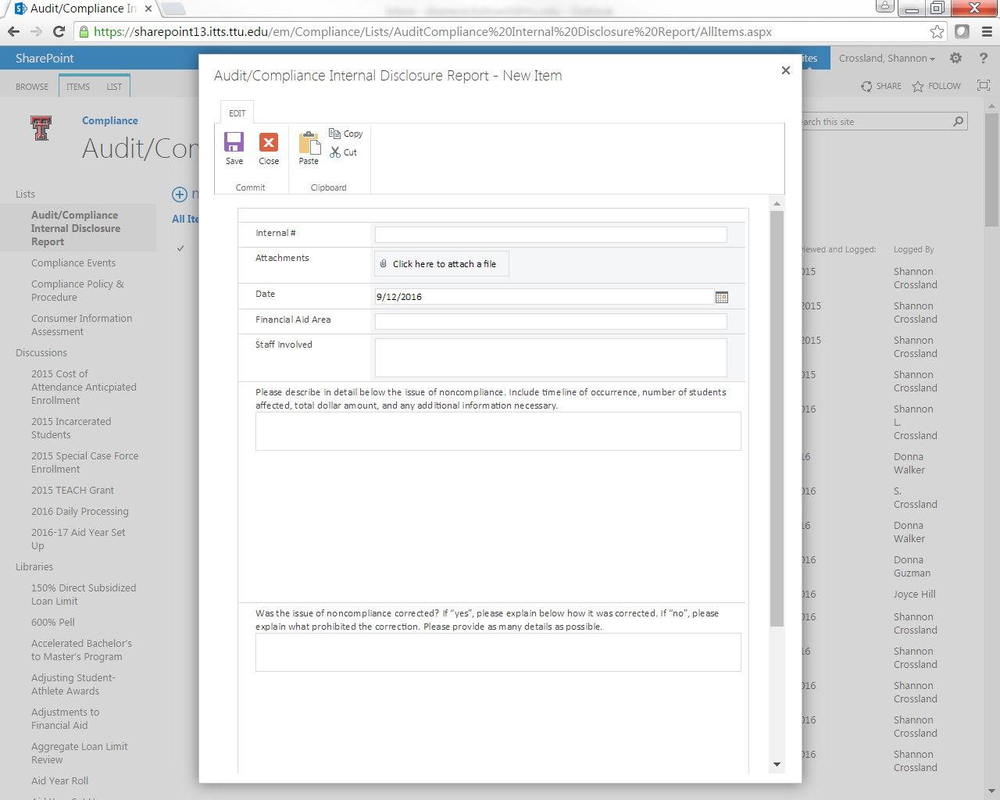 Audit/Compliance In
https://sharepoint13.itts.ttu.edu/em/Compliance/Lists/AuditCompliance%20Internal%20Disclosure%20Report/AllItems.aspx
SharePoint
ites
Crossland, Shannon
?
BROWSE
ITEMS
LIST
SHARE
FOLLOW
Compliance
Audit/Con
earch this site
Lists
Audit/Compliance
Internal Disclosure
Report
Compliance Events
Compliance Policy &
Procedure
Consumer Information
Assessment
Discussions
2015 Cost of
Attendance Anticpiated
Enrollment
2015 Incarcerated
Students
2015 Special Case Force
Enrollment
2015 TEACH Grant
2016 Daily Processing
2016-17 Aid Year Set
Up
Libraries
150% Direct Subsidized
Loan Limit
600% Pell
Accelerated Bachelor's
to Master's Program
Adjusting Student-
Athlete Awards
Adjustments to
Financial Aid
Aggregate Loan Limit
Review
Aid Year Roll
All Ite
Audit/Compliance Internal Disclosure Report - New Item
EDIT
Save
Close
Paste
Copy
Cut
Commit
Clipboard
Internal #
Attachments
Click here to attach a file
Date
9/12/2016
Financial Aid Area
Staff Involved
Please describe in detail below the issue of noncompliance. Include timeline of occurrence, number of students
affected, total dollar amount, and any additional information necessary.
Was the issue of noncompliance corrected? If “yes”, please explain below how it was corrected. If “no”, please
explain what prohibited the correction. Please provide as many details as possible.
iewed and Logged:
Logged By
015
Shannon
Crossland
2015
Shannon
Crossland
2015
Shannon
Crossland
015
Shannon
Crossland
016
Shannon
L.
Crossland
16
Donna
Walker
016
S.
Crossland
16
Donna
Walker
016
Donna
Guzman
016
Joyce Hill
016
Shannon
Crossland
16
Shannon
Crossland
016
Shannon
Crossland
016
Shannon
Crossland
016
Shannon
Crossland